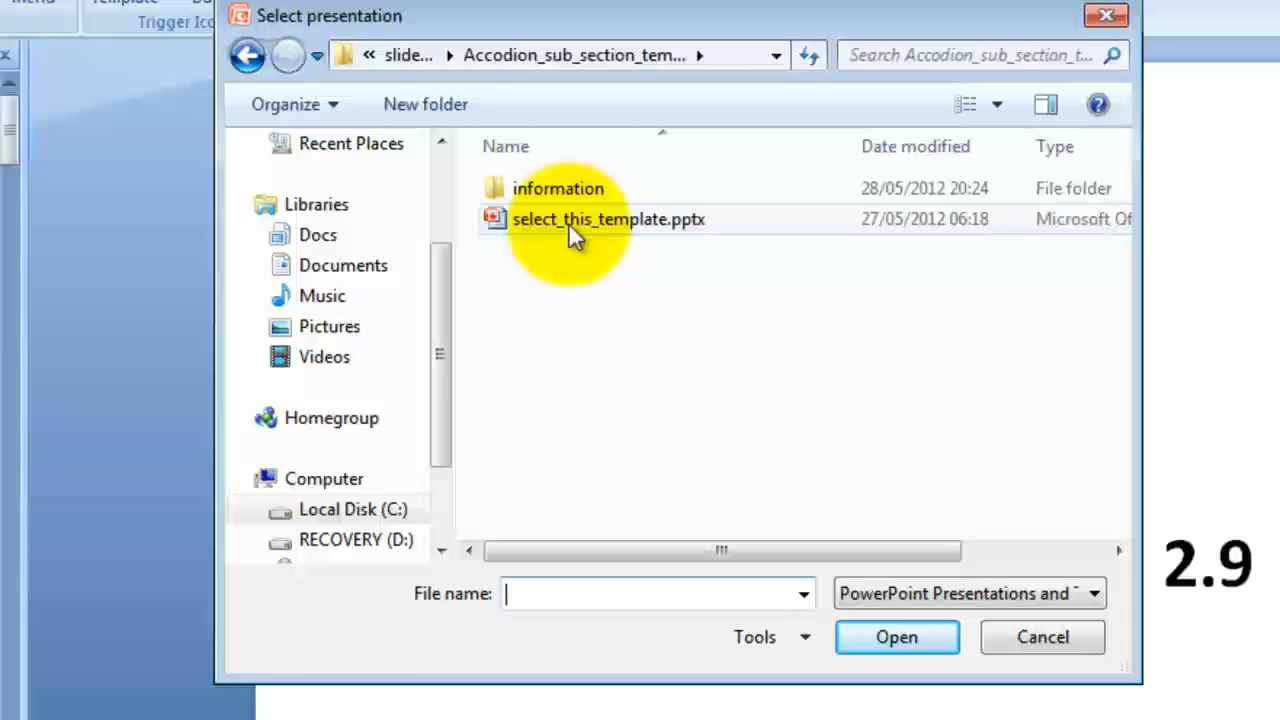 Trigger Ico
Select presentation
« slide... Accodion_sub_section_tem...
Search Accodion_sub_section_t...
Organize
New folder
Recent Places
Libraries
Docs
Documents
Music
Pictures
Videos
Homegroup
Computer
Local Disk (C:)
RECOVERY (D:)
Name Date modified Type
information 28/05/2012 20:24 File folder
select_this_template.pptx 27/05/2012 06:18 Microsoft Of
2.9
File name:
PowerPoint Presentations and
Tools
Open
Cancel